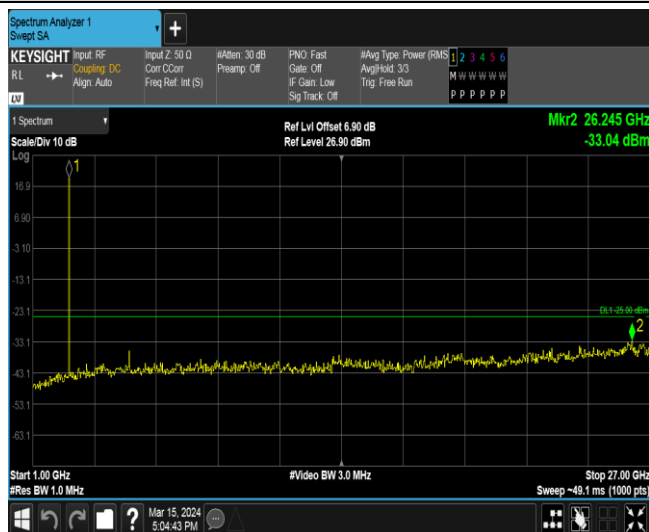 Spectrum Analyzer 1
Swept SA
+
KEYSIGHT
RL
Input: RF
Coupling: DC
Align: Auto
Input Z: 50 Ω
Corr CCorr
Freq Ref: Int (S)
#Atten: 30 dB
Preamp: Off
PNO: Fast
Gate: Off
IF Gain: Low
Sig Track: Off
#Avg Type: Power (RMS
Avg|Hold: 3/3
Trig: Free Run
1 2 3 4 5 6
M W W W W W
P P P P P P
LXI
1 Spectrum
Scale/Div 10 dB
Ref Lvl Offset 6.90 dB
Ref Level 26.90 dBm
Mkr2 26.245 GHz
-33.04 dBm
Log
1
16.9
6.90
-3.10
-13.1
-23.1
DL1 -25.00 dBm
2
-33.1
-43.1
-53.1
-63.1
Start 1.00 GHz
#Video BW 3.0 MHz
Stop 27.00 GHz
#Res BW 1.0 MHz
Sweep ~49.1 ms (1000 pts)
?
Mar 15, 2024
5:04:43 PM